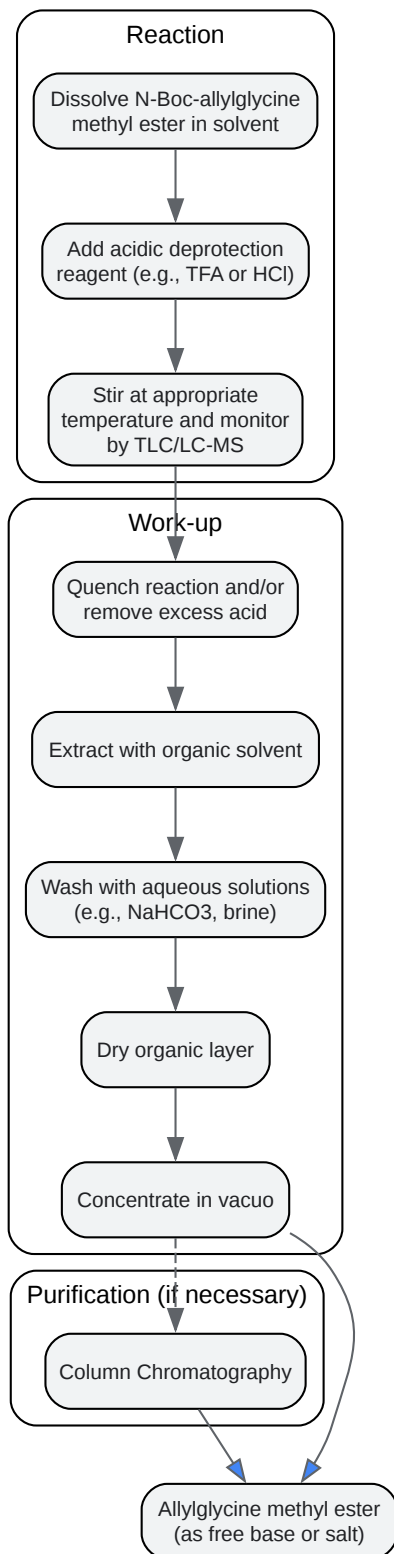 Reaction
Dissolve N-Boc-allylglycine
methyl ester in solvent
Add acidic deprotection
reagent (e.g., TFA or HCl)
Stir at appropriate
temperature and monitor
by TLC/LC-MS
Work-up
Quench reaction and/or
remove excess acid
Extract with organic solvent
Wash with aqueous solutions
(e.g., NaHCO3, brine)
Dry organic layer
Concentrate in vacuo
Purification (if necessary)
Column Chromatography
Allylglycine methyl ester
(as free base or salt)